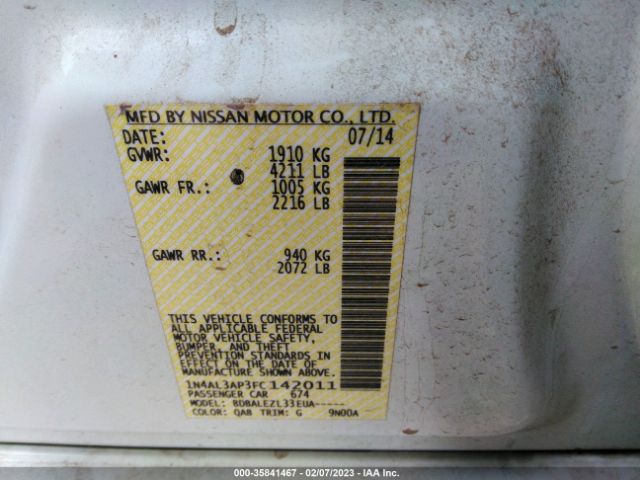 MFD BY NISSAN MOTOR CO., LTD.
DATE: 07/14
GVWR: 1910 KG
4211 LB
GAWR FR.: 1005 KG
2216 LB
GAWR RR.: 940 KG
2072 LB
THIS VEHICLE CONFORMS TO
ALL APPLICABLE FEDERAL
MOTOR VEHICLE SAFETY,
BUMPER, AND THEFT
PREVENTION STANDARDS IN
EFFECT ON THE DATE OF
MANUFACTURE SHOWN ABOVE.
1N4AL3AP3FC142011
PASSENGER CAR 674
MODEL: BDBALEZL33EUA-----
COLOR: QAB TRIM: G 9N00A
000-35841467 - 02/07/2023 - IAA Inc.